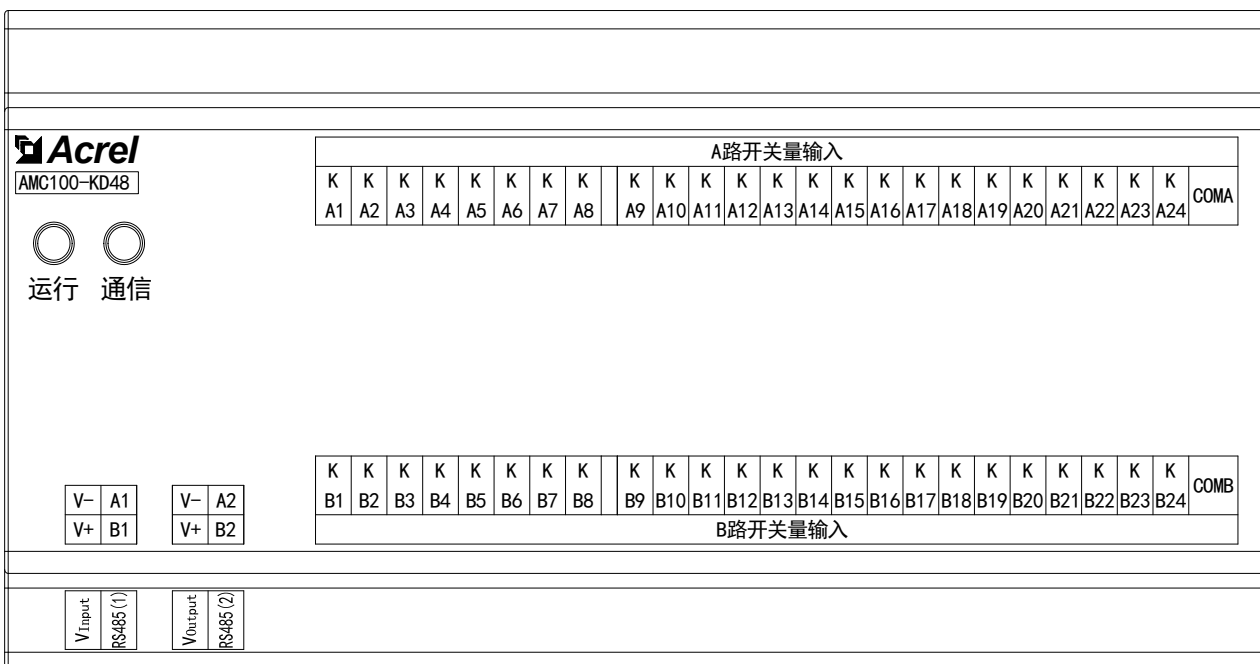 Acrel
AMC100-KD48
运行 通信
A路开关量输入
K K K K K K K K K K K K K K K K K K K K K K K K COMA
A1 A2 A3 A4 A5 A6 A7 A8 A9 A10 A11 A12 A13 A14 A15 A16 A17 A18 A19 A20 A21 A22 A23 A24
K K K K K K K K K K K K K K K K K K K K K K K K COMB
B1 B2 B3 B4 B5 B6 B7 B8 B9 B10 B11 B12 B13 B14 B15 B16 B17 B18 B19 B20 B21 B22 B23 B24
B路开关量输入
V- A1 V- A2
V+ B1 V+ B2
VInput RS485(1) VOutput RS485(2)